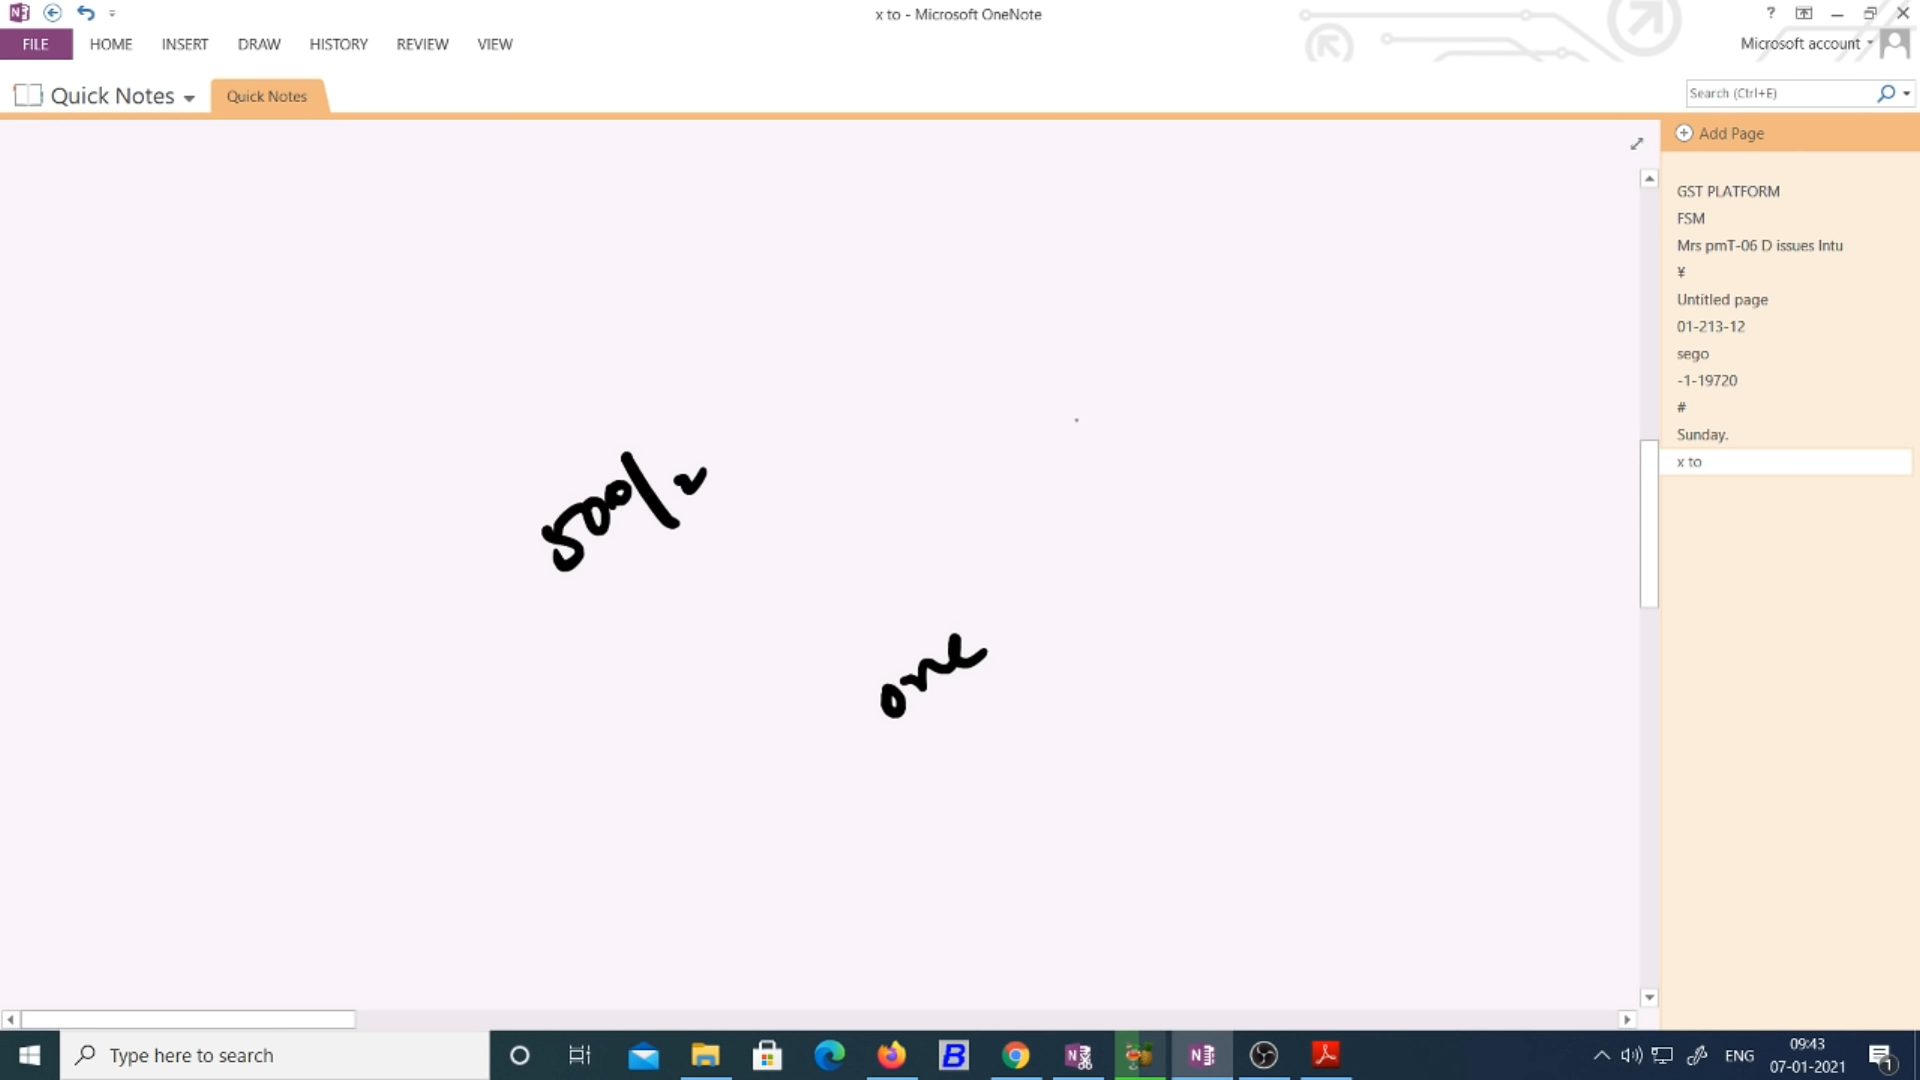 x to - Microsoft OneNote
?
FILE HOME INSERT DRAW HISTORY REVIEW VIEW
Microsoft account
Quick Notes
Quick Notes
Search (Ctrl+E)
Add Page
GST PLATFORM
FSM
Mrs pmT-06 D issues Intu
¥
Untitled page
01-213-12
sego
-1-19720
#
Sunday.
x to
one
Type here to search
B
ENG
09:43
07-01-2021
1